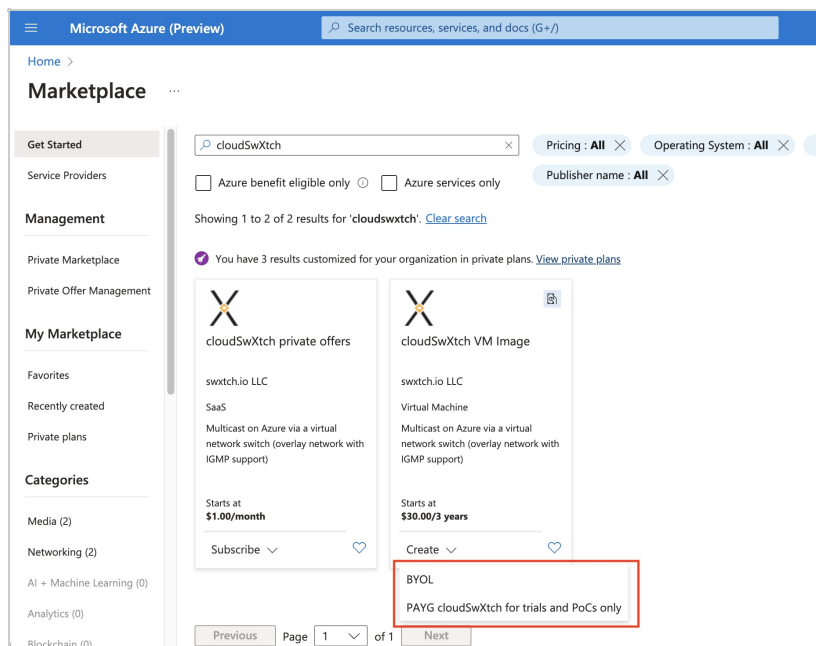 Microsoft Azure (Preview)
Search resources, services, and docs (G+/)
Home >
Marketplace ...
Get Started
Service Providers
Management
Private Marketplace
Private Offer Management
My Marketplace
Favorites
Recently created
Private plans
Categories
Media (2)
Networking (2)
AI + Machine Learning (0)
Analytics (0)
Blockchain (0)
cloudSwXtch
Pricing : All
Operating System : All
Azure benefit eligible only
Azure services only
Publisher name : All
Showing 1 to 2 of 2 results for 'cloudswxtch'. Clear search
You have 3 results customized for your organization in private plans. View private plans
cloudSwXtch private offers
swxtch.io LLC
SaaS
Multicast on Azure via a virtual
network switch (overlay network with
IGMP support)
Starts at
$1.00/month
Subscribe
cloudSwXtch VM Image
swxtch.io LLC
Virtual Machine
Multicast on Azure via a virtual
network switch (overlay network with
IGMP support)
Starts at
$30.00/3 years
Create
BYOL
PAYG cloudSwXtch for trials and PoCs only
Previous
Page 1 of 1
Next